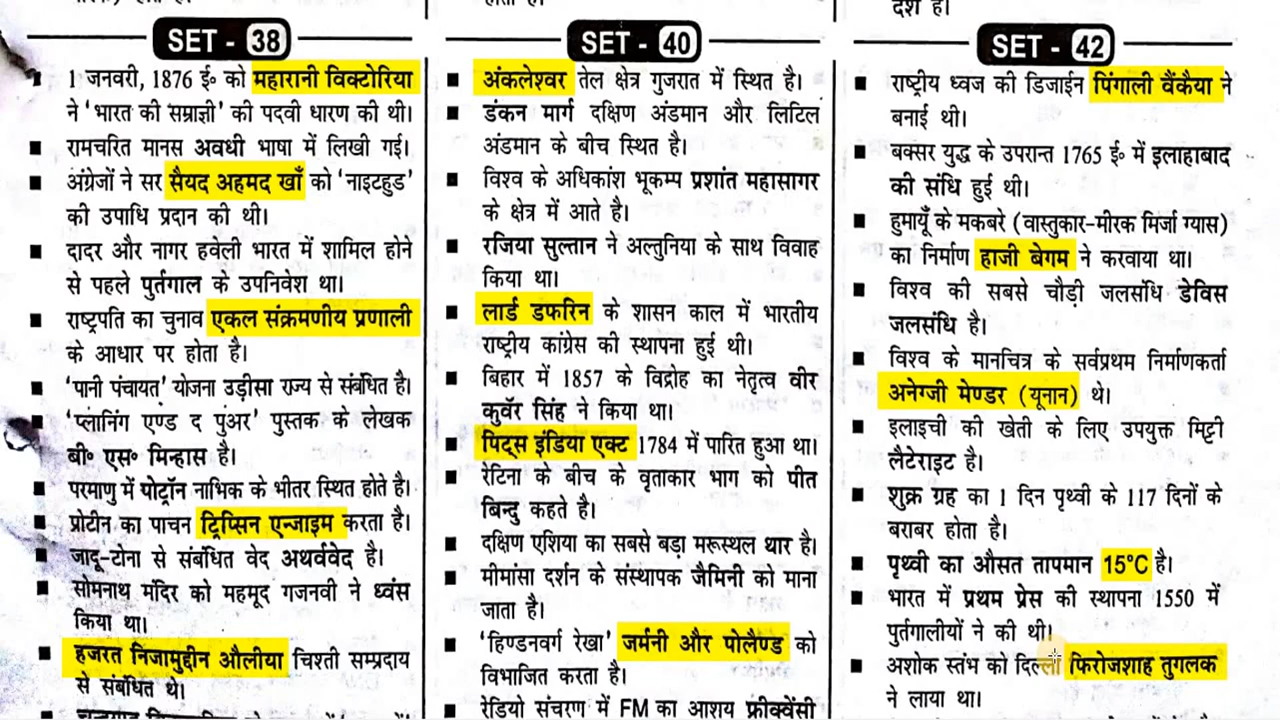 होता है।
देश है।
SET - 38
1 जनवरी, 1876 ई॰ को महारानी विक्टोरिया
ने 'भारत की सम्राज्ञी' की पदवी धारण की थी।
रामचरित मानस अवधी भाषा में लिखी गई।
अंग्रेजों ने सर सैयद अहमद खाँ को 'नाइटहुड'
की उपाधि प्रदान की थी।
दादर और नागर हवेली भारत में शामिल होने
से पहले पुर्तगाल के उपनिवेश था।
राष्ट्रपति का चुनाव एकल संक्रमणीय प्रणाली
के आधार पर होता है।
'पानी पंचायत' योजना उड़ीसा राज्य से संबंधित है।
'प्लानिंग एण्ड द पुंअर' पुस्तक के लेखक
बी॰ एस॰ मिन्हास है।
परमाणु में पोट्रॉन नाभिक के भीतर स्थित होते है।
प्रोटीन का पाचन ट्रिप्सिन एन्जाइम करता है।
जादू-टोना से संबंधित वेद अथर्ववेद है।
सोमनाथ मंदिर को महमूद गजनवी ने ध्वंस
किया था।
हजरत निजामुद्दीन औलीया चिश्ती सम्प्रदाय
से संबंधित थे।
SET - 40
अंकलेश्वर तेल क्षेत्र गुजरात में स्थित है।
डंकन मार्ग दक्षिण अंडमान और लिटिल
अंडमान के बीच स्थित है।
विश्व के अधिकांश भूकम्प प्रशांत महासागर
के क्षेत्र में आते है।
रजिया सुल्तान ने अल्तुनिया के साथ विवाह
किया था।
लार्ड डफरिन के शासन काल में भारतीय
राष्ट्रीय कांग्रेस की स्थापना हुई थी।
बिहार में 1857 के विद्रोह का नेतृत्व वीर
कुवॅर सिंह ने किया था।
पिट्स इंडिया एक्ट 1784 में पारित हुआ था।
रेटिना के बीच के वृताकार भाग को पीत
बिन्दु कहते है।
दक्षिण एशिया का सबसे बड़ा मरूस्थल थार है।
मीमांसा दर्शन के संस्थापक जैमिनी को माना
जाता है।
'हिण्डनवर्ग रेखा' जर्मनी और पोलैण्ड को
विभाजित करता है।
रेडियो संचरण में FM का आशय फ्रीक्वेंसी
SET - 42
राष्ट्रीय ध्वज की डिजाईन पिंगाली वैंकैया ने
बनाई थी।
बक्सर युद्ध के उपरान्त 1765 ई॰ में इलाहाबाद
की संधि हुई थी।
हुमायूँ के मकबरे (वास्तुकार-मीरक मिर्जा ग्यास)
का निर्माण हाजी बेगम ने करवाया था।
विश्व की सबसे चौड़ी जलसंधि डेविस
जलसंधि है।
विश्व के मानचित्र के सर्वप्रथम निर्माणकर्ता
अनेग्जी मेण्डर (यूनान) थे।
इलाइची की खेती के लिए उपयुक्त मिट्टी
लैटेराइट है।
शुक्र ग्रह का 1 दिन पृथ्वी के 117 दिनों के
बराबर होता है।
पृथ्वी का औसत तापमान 15°C है।
भारत में प्रथम प्रेस की स्थापना 1550 में
पुर्तगालीयों ने की थी।
अशोक स्तंभ को दिल्ली फिरोजशाह तुगलक
ने लाया था।